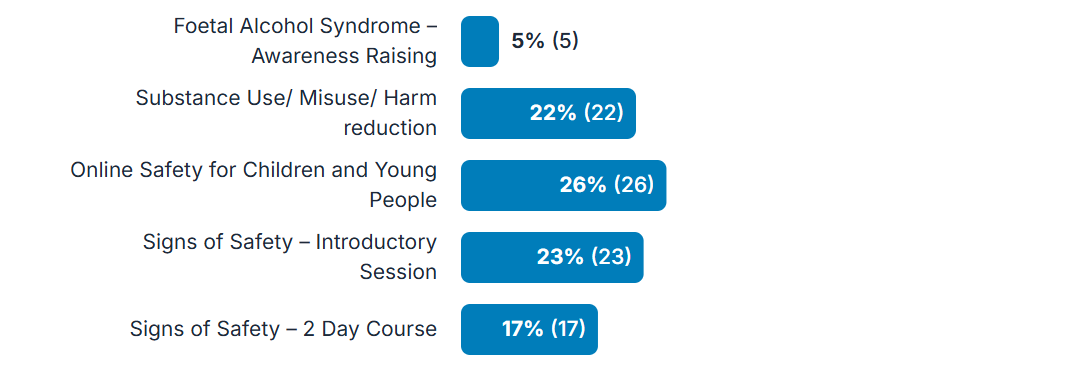 Foetal Alcohol Syndrome –
Awareness Raising
5% (5)
Substance Use/ Misuse/ Harm
reduction
22% (22)
Online Safety for Children and Young
People
26% (26)
Signs of Safety – Introductory
Session
23% (23)
Signs of Safety – 2 Day Course
17% (17)